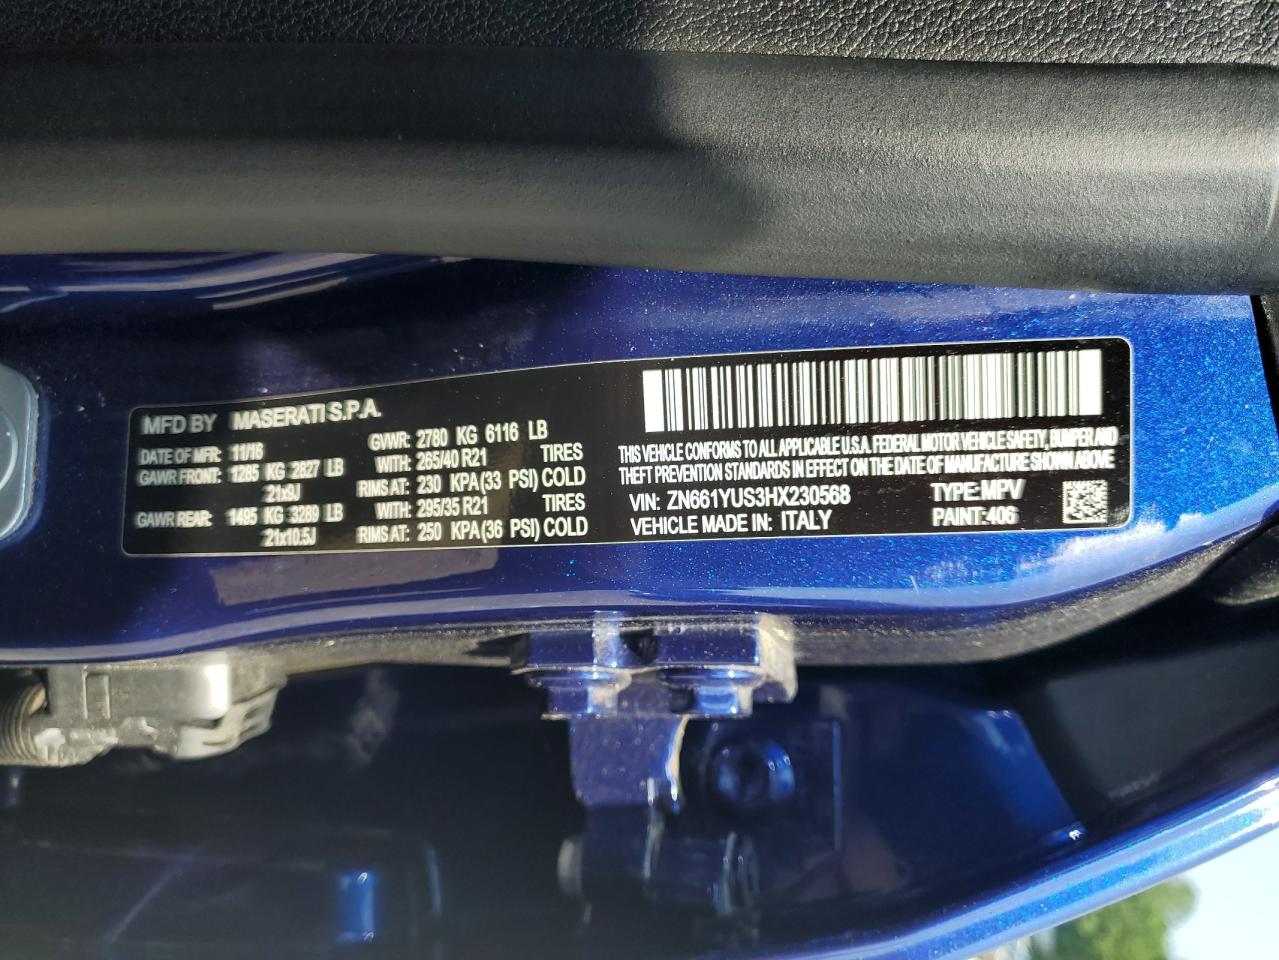 MFD BY MASERATI S.P.A.
DATE OF MFR: 11/16 GVWR: 2780 KG 6116 LB
GAWR FRONT: 1285 KG 2827 LB WITH: 265/40 R21 TIRES
21x9J RIMS AT: 230 KPA(33 PSI) COLD
GAWR REAR: 1495 KG 3289 LB WITH: 295/35 R21 TIRES
21x10.5J RIMS AT: 250 KPA(36 PSI) COLD
THIS VEHICLE CONFORMS TO ALL APPLICABLE U.S.A. FEDERAL MOTOR VEHICLE SAFETY, BUMPER AND
THEFT PREVENTION STANDARDS IN EFFECT ON THE DATE OF MANUFACTURE SHOWN ABOVE
VIN: ZN661YUS3HX230568 TYPE:MPV
VEHICLE MADE IN: ITALY PAINT:406